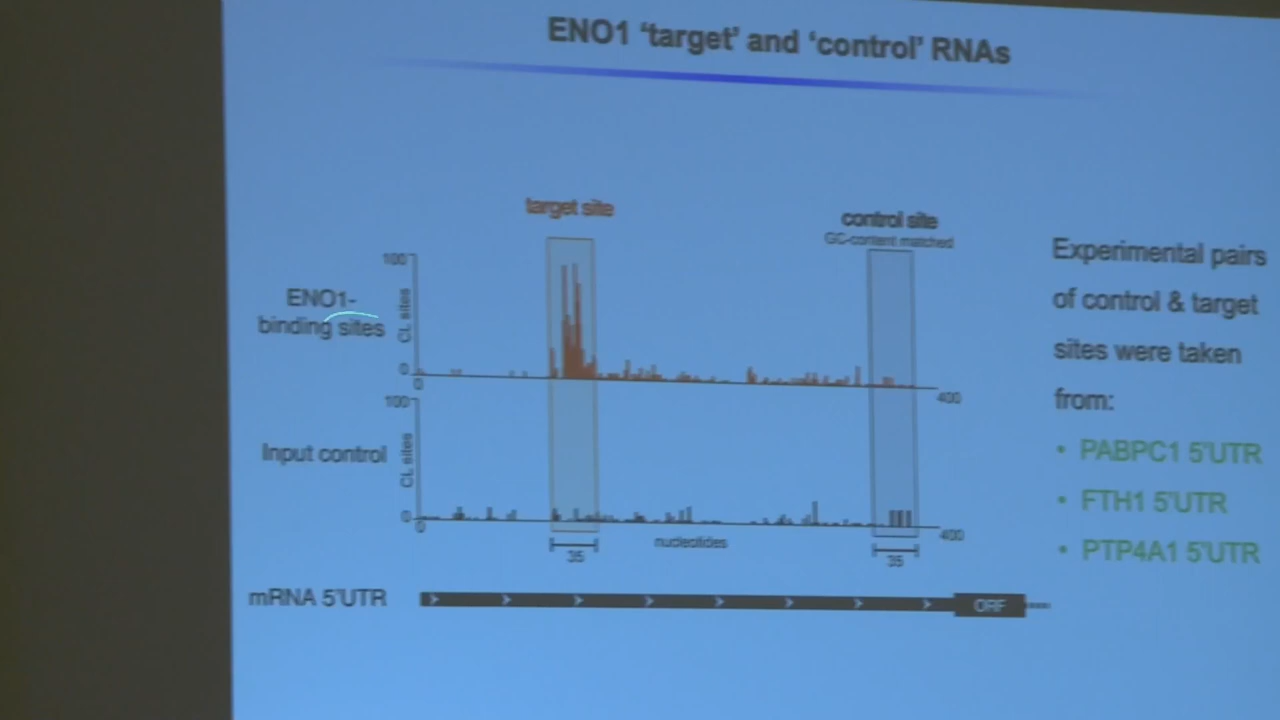 ENO1 ‘target’ and ‘control’ RNAs
target site
control site
GC-content matched
ENO1-
binding sites
100
CL sites
0
0
400
Input control
100
CL sites
0
0
400
nucleotides
35
35
mRNA 5'UTR
ORF
Experimental pairs
of control & target
sites were taken
from:
• PABPC1 5'UTR
• FTH1 5'UTR
• PTP4A1 5'UTR